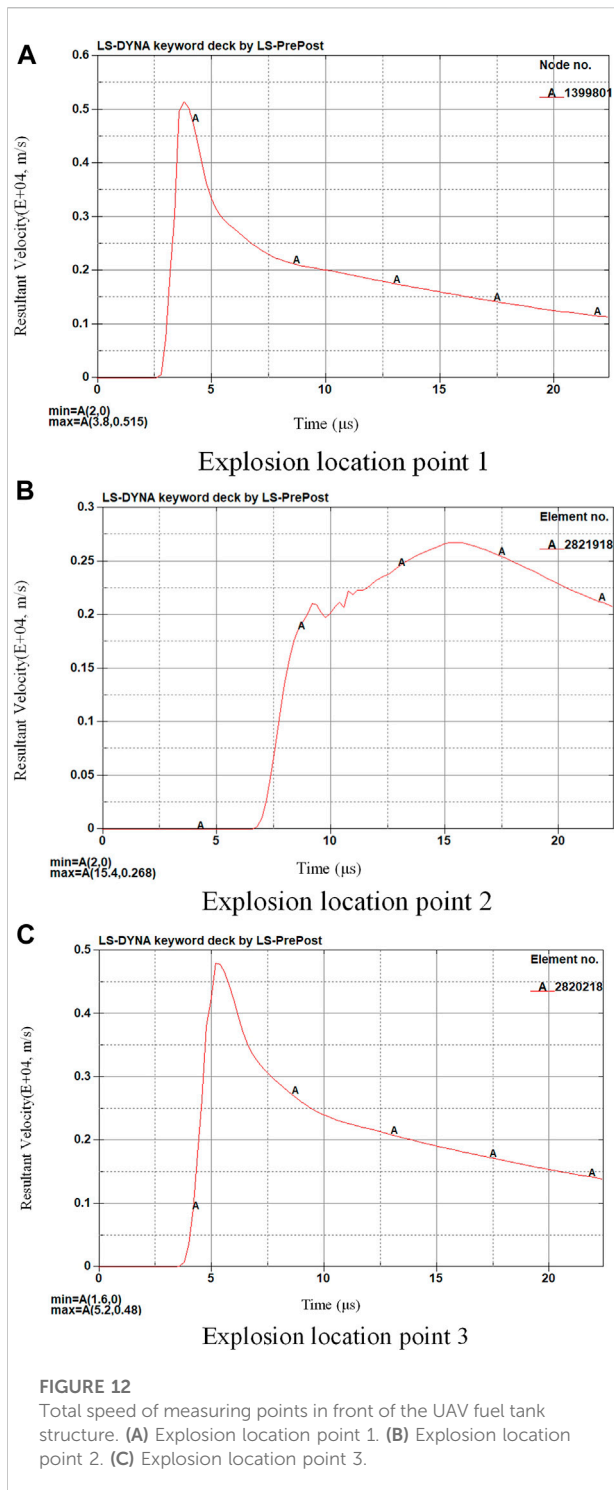 A
LS-DYNA keyword deck by LS-PrePost
Node no.
A 1399801
Resultant Velocity(E+04, m/s)
0.6
0.5
0.4
0.3
0.2
0.1
0
A
A
A
A
A
0
5
10
15
20
min=A(2,0)
max=A(3.8,0.515)
Time (μs)
Explosion location point 1
B
LS-DYNA keyword deck by LS-PrePost
Element no.
A 2821918
Resultant Velocity(E+04, m/s)
0.3
0.25
0.2
0.15
0.1
0.05
0
A
A
A
A
A
0
5
10
15
20
min=A(2,0)
max=A(15.4,0.268)
Time (μs)
Explosion location point 2
C
LS-DYNA keyword deck by LS-PrePost
Element no.
A 2820218
Resultant Velocity(E+04, m/s)
0.5
0.4
0.3
0.2
0.1
0
A
A
A
A
A
0
5
10
15
20
min=A(1.6,0)
max=A(5.2,0.48)
Time (μs)
Explosion location point 3
FIGURE 12
Total speed of measuring points in front of the UAV fuel tank
structure. (A) Explosion location point 1. (B) Explosion location
point 2. (C) Explosion location point 3.